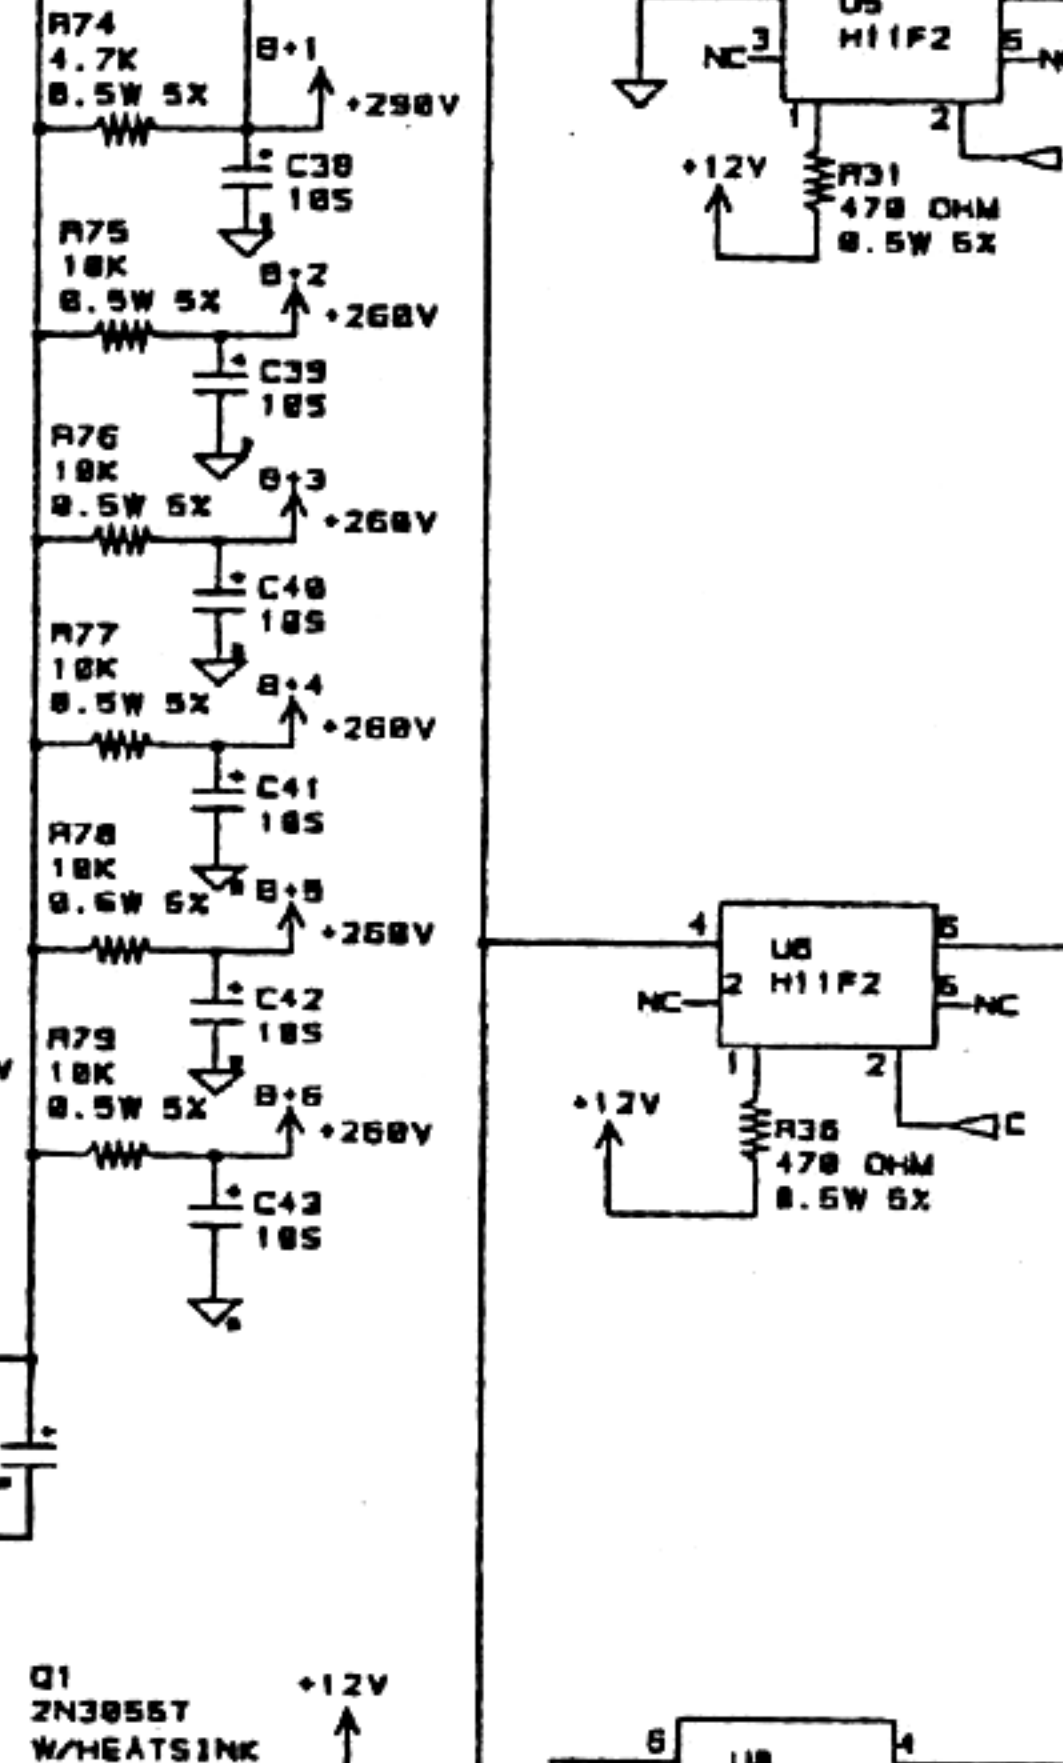 R74
4.7K
0.5W 5%
B+1
+290V
C38
10S
R75
10K
0.5W 5%
B+2
+260V
C39
10S
R76
10K
0.5W 5%
B+3
+260V
C40
10S
R77
10K
0.5W 5%
B+4
+260V
C41
10S
R78
10K
0.5W 5%
B+5
+260V
C42
10S
R79
10K
0.5W 5%
B+6
+260V
C43
10S
Q1
2N3055T
W/HEATSINK
+12V
U5
H11F2
NC 3
5
1
2
+12V
R31
470 OHM
0.5W 5%
4
U6
H11F2
5
NC 2
6 NC
1
2
+12V
R36
470 OHM
0.5W 5%
C
6
4